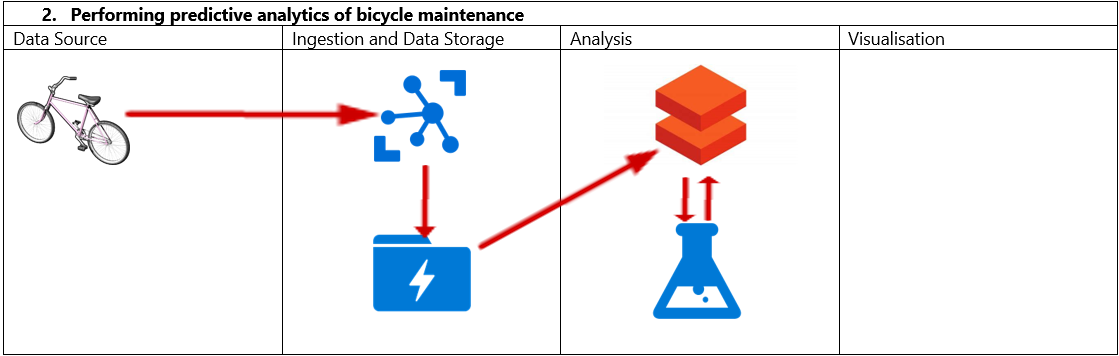 2. Performing predictive analytics of bicycle maintenance
Data Source
Ingestion and Data Storage
Analysis
Visualisation